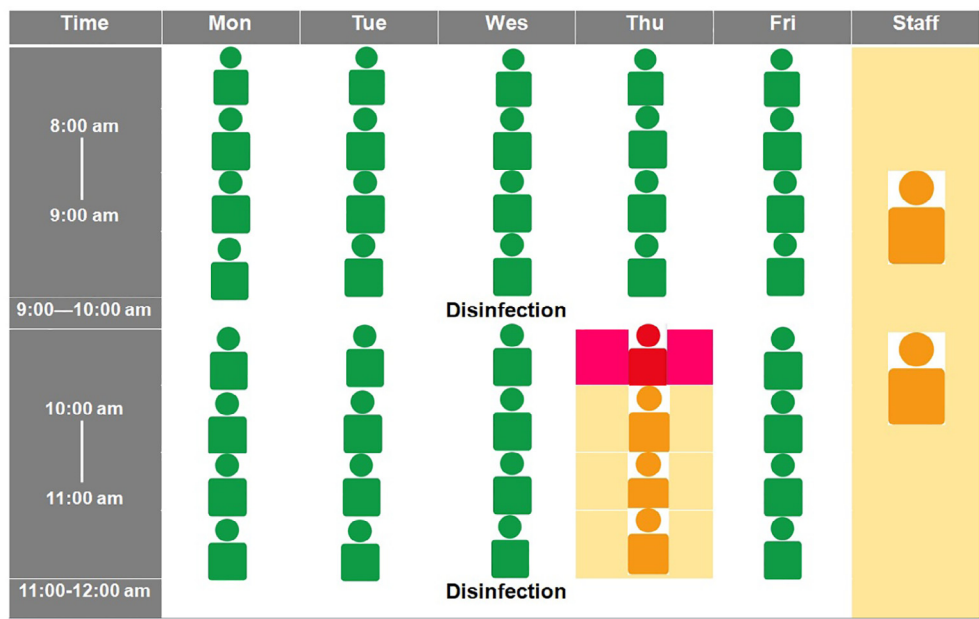 Time Mon Tue Wes Thu Fri Staff
8:00 am
9:00 am
9:00—10:00 am Disinfection
10:00 am
11:00 am
11:00-12:00 am Disinfection